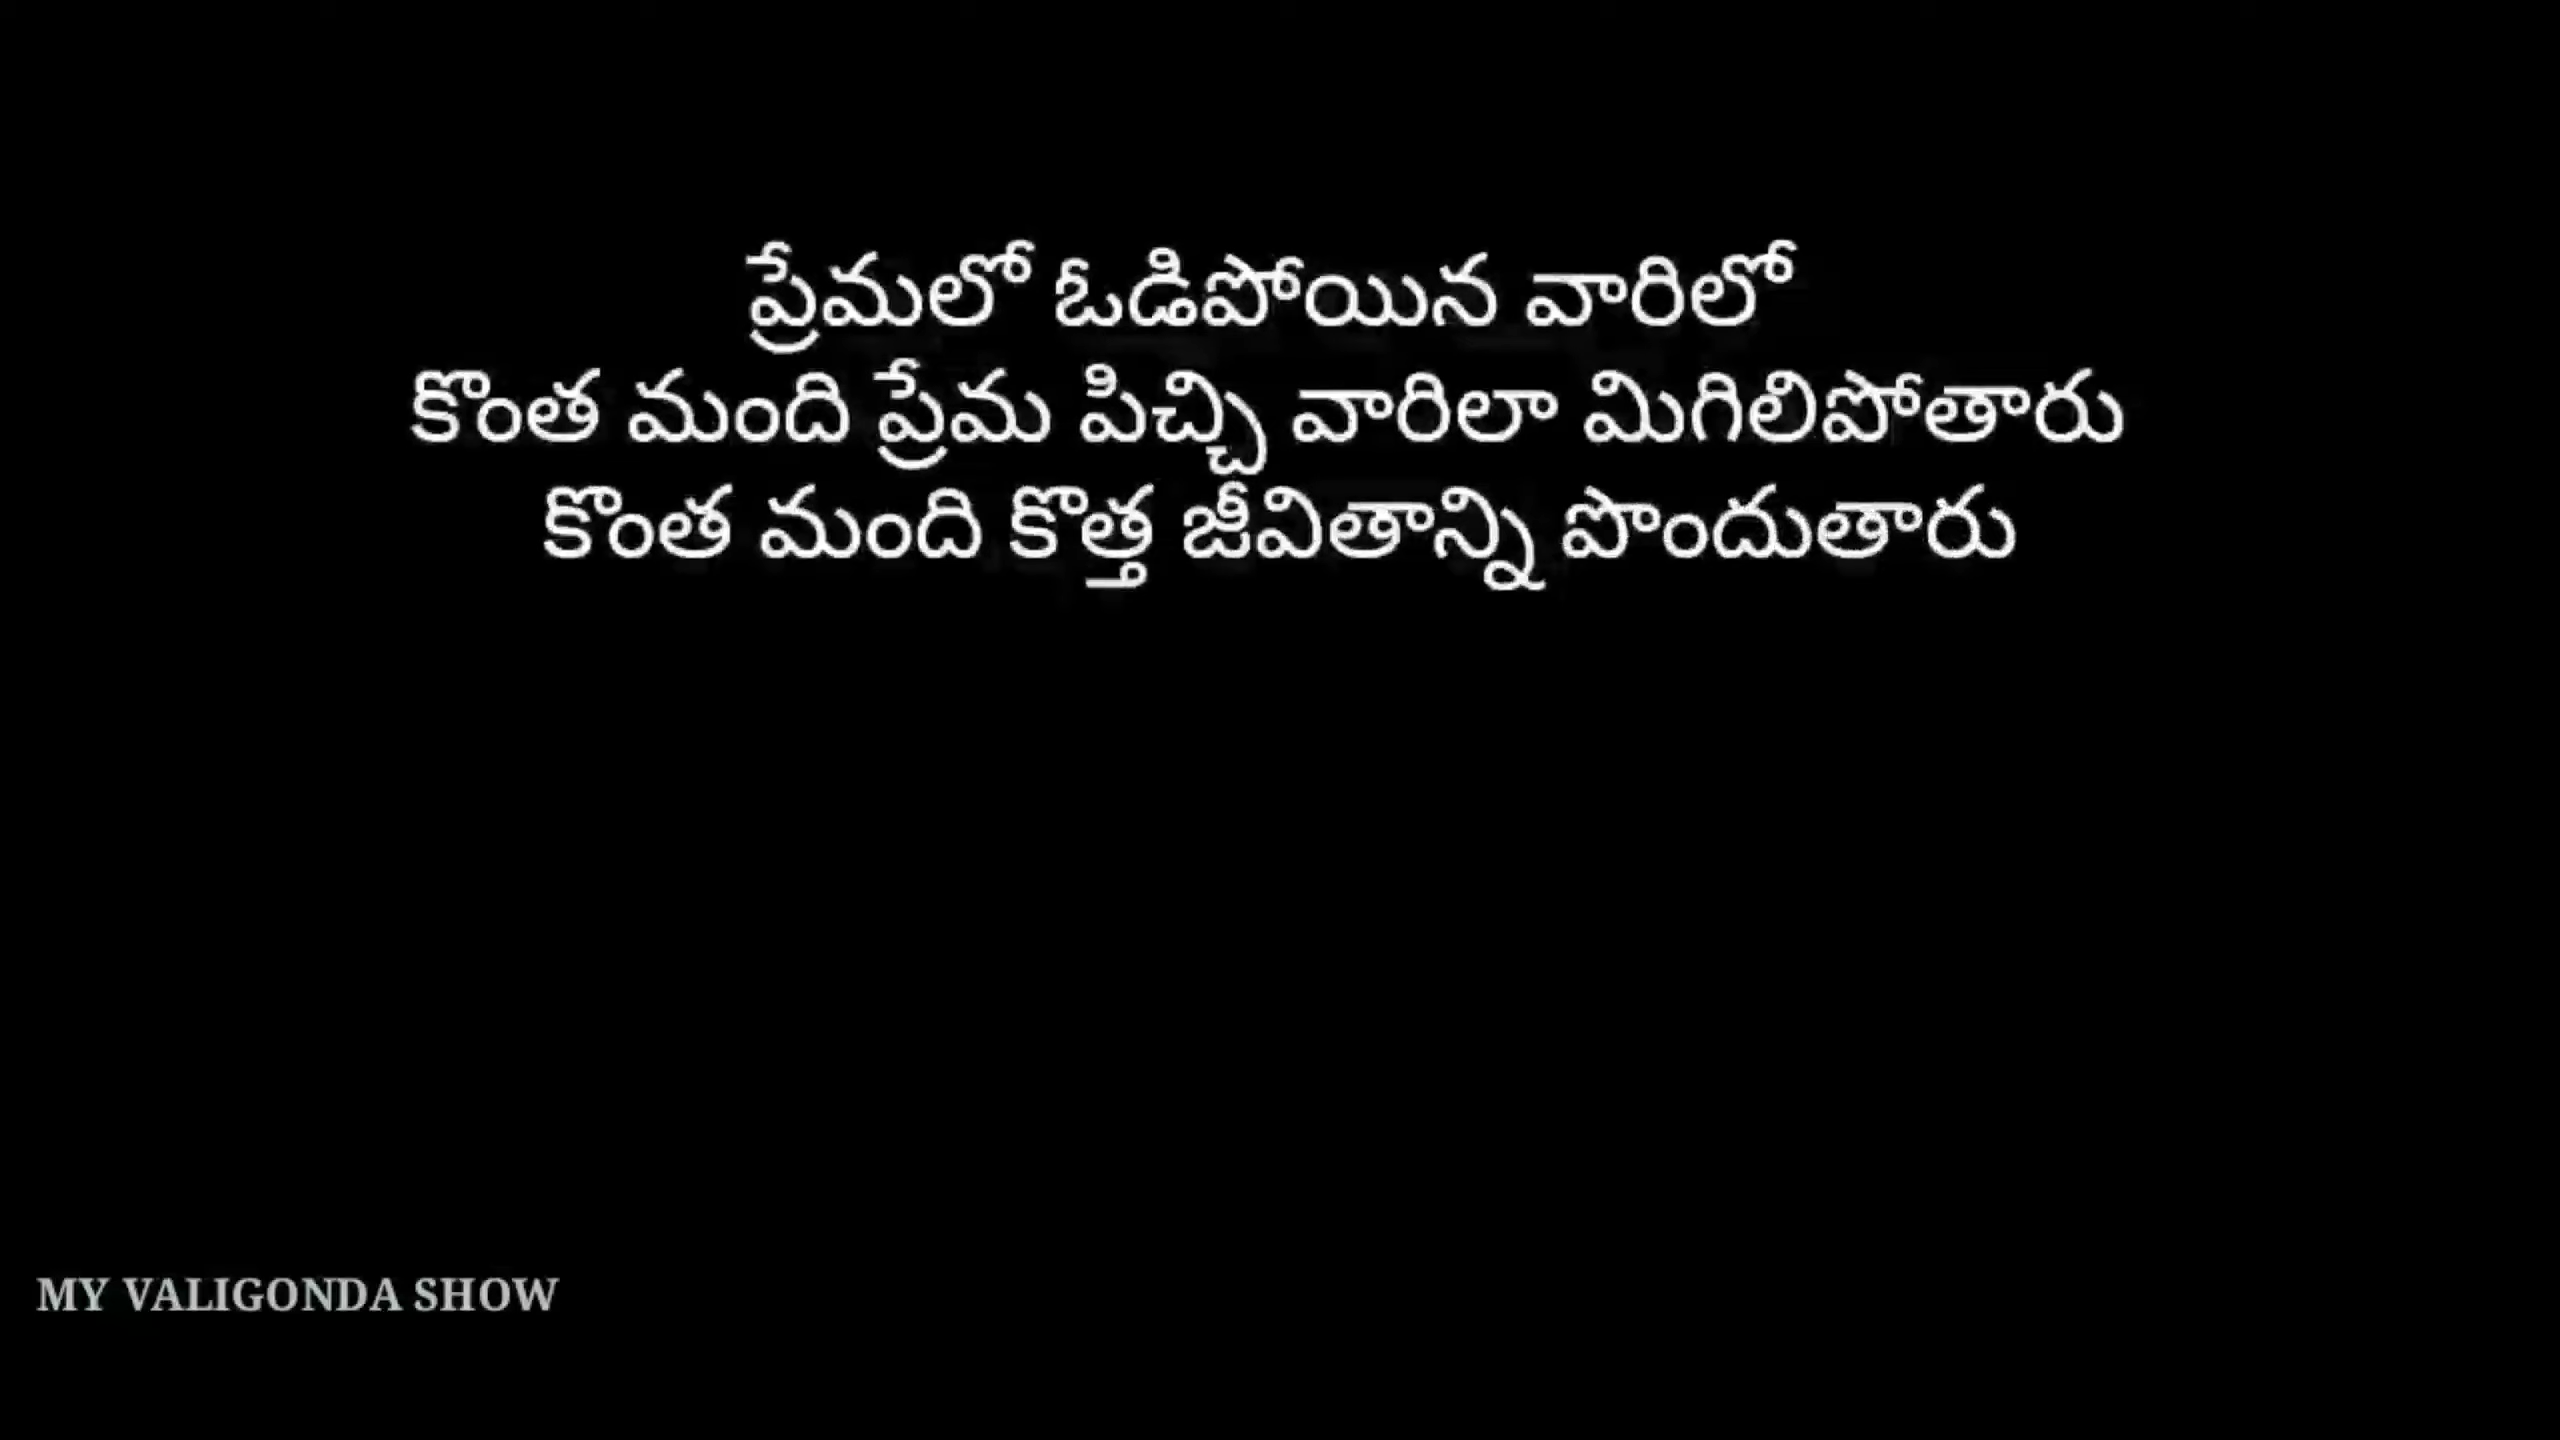 ప్రేమలో ఓడిపోయిన వారిలో
కొంత మంది ప్రేమ పిచ్చి వారిలా మిగిలిపోతారు
కొంత మంది కొత్త జీవితాన్ని పొందుతారు
MY VALIGONDA SHOW